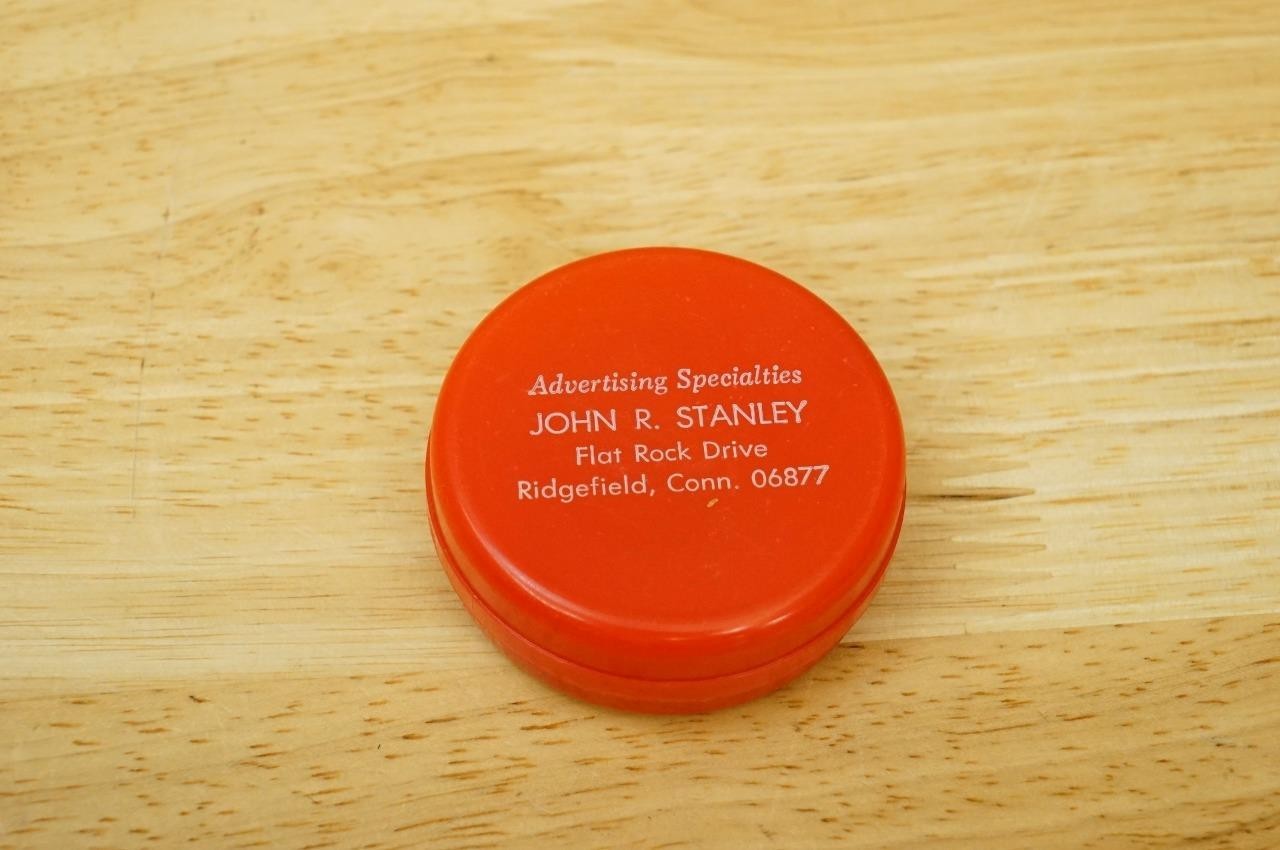 Advertising Specialties
JOHN R. STANLEY
Flat Rock Drive
Ridgefield, Conn. 06877